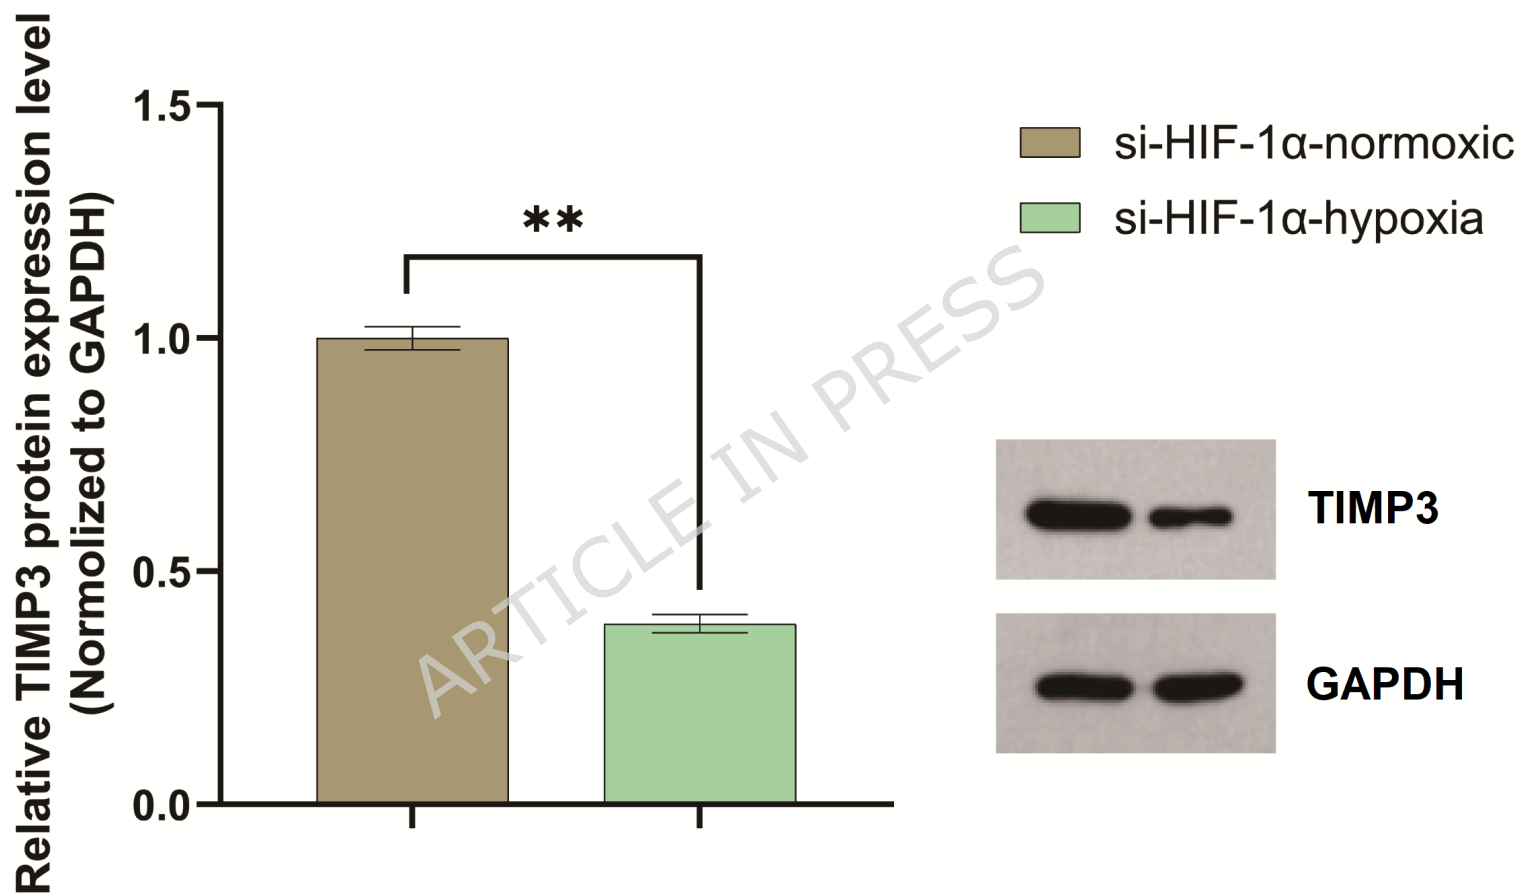 Relative TIMP3 protein expression level
(Normolized to GAPDH)
1.5
1.0
0.5
0.0
**
si-HIF-1α-normoxic
si-HIF-1α-hypoxia
TIMP3
GAPDH
ARTICLE IN PRESS